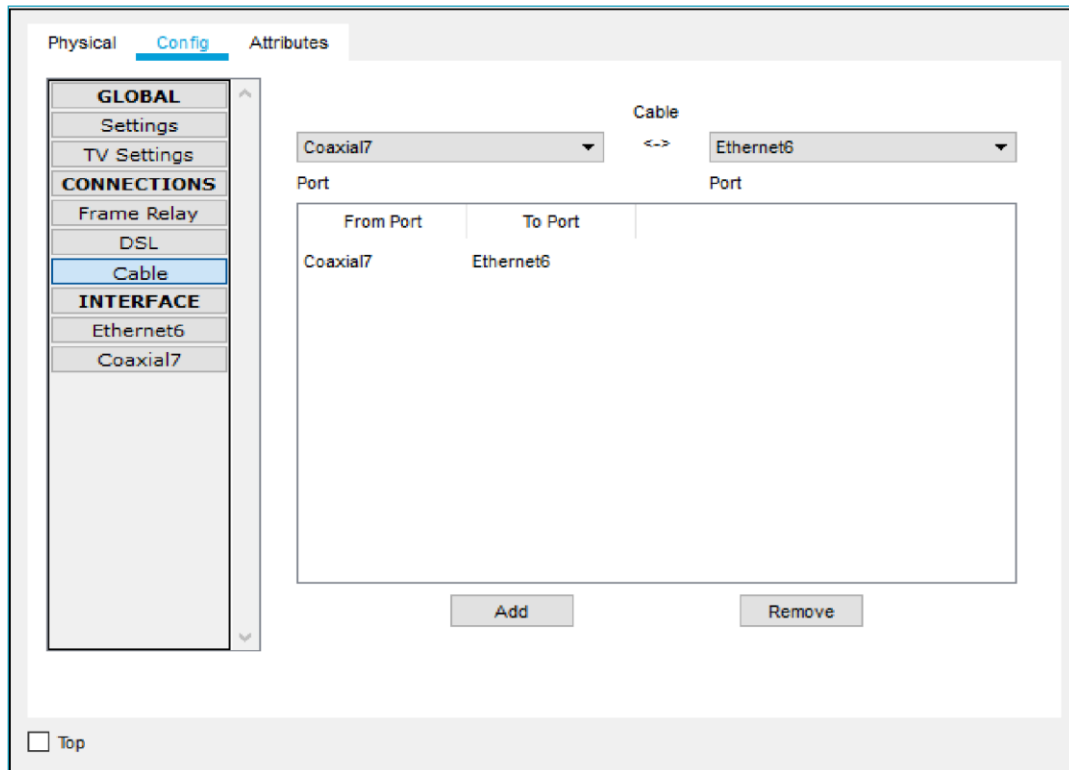 Physical Config Attributes
GLOBAL
Settings
TV Settings
CONNECTIONS
Frame Relay
DSL
Cable
INTERFACE
Ethernet6
Coaxial7
Cable
Coaxial7 <-> Ethernet6
Port Port
From Port To Port
Coaxial7 Ethernet6
Add Remove
Top